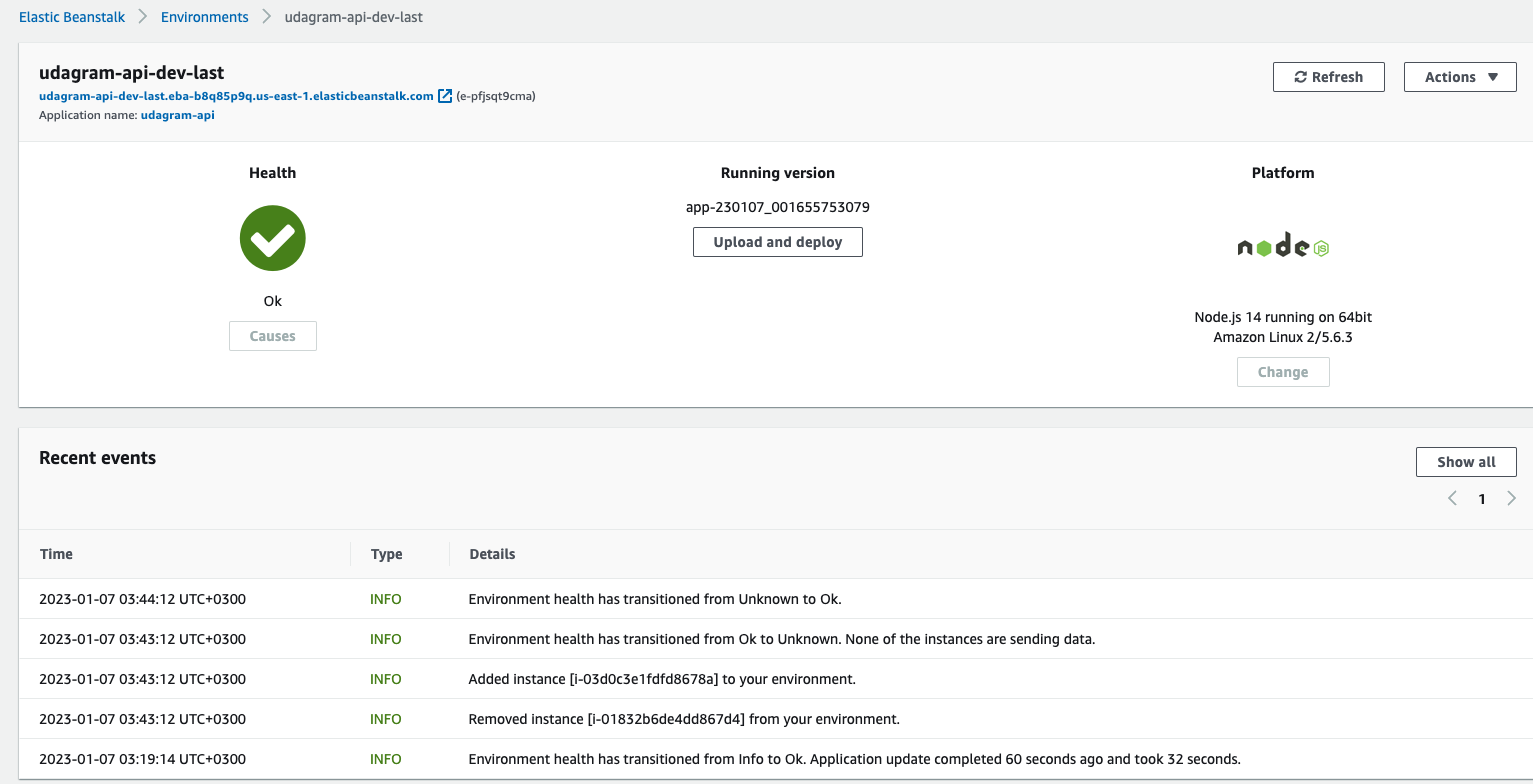 Elastic Beanstalk > Environments > udagram-api-dev-last
udagram-api-dev-last
Refresh
Actions ▼
udagram-api-dev-last.eba-b8q85p9q.us-east-1.elasticbeanstalk.com (e-pfjsqt9cma)
Application name: udagram-api
Health
Running version
Platform
app-230107_001655753079
Upload and deploy
node JS
Ok
Causes
Node.js 14 running on 64bit
Amazon Linux 2/5.6.3
Change
Recent events
Show all
< 1 >
Time Type Details
2023-01-07 03:44:12 UTC+0300 INFO Environment health has transitioned from Unknown to Ok.
2023-01-07 03:43:12 UTC+0300 INFO Environment health has transitioned from Ok to Unknown. None of the instances are sending data.
2023-01-07 03:43:12 UTC+0300 INFO Added instance [i-03d0c3e1fdfd8678a] to your environment.
2023-01-07 03:43:12 UTC+0300 INFO Removed instance [i-01832b6de4dd867d4] from your environment.
2023-01-07 03:19:14 UTC+0300 INFO Environment health has transitioned from Info to Ok. Application update completed 60 seconds ago and took 32 seconds.